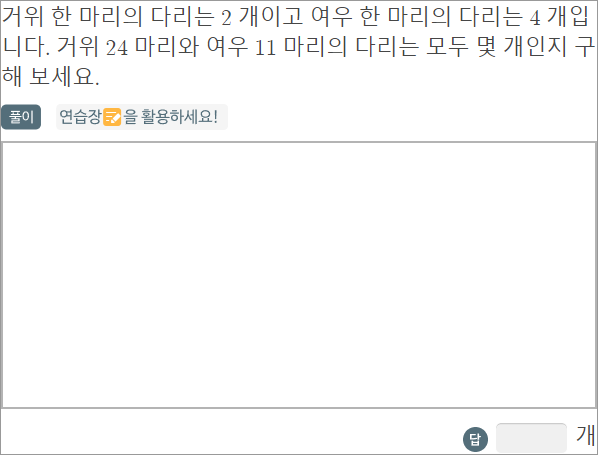 거위 한 마리의 다리는 2 개이고 여우 한 마리의 다리는 4 개입
니다. 거위 24 마리와 여우 11 마리의 다리는 모두 몇 개인지 구
해 보세요.
풀이 연습장을 활용하세요!
답 개